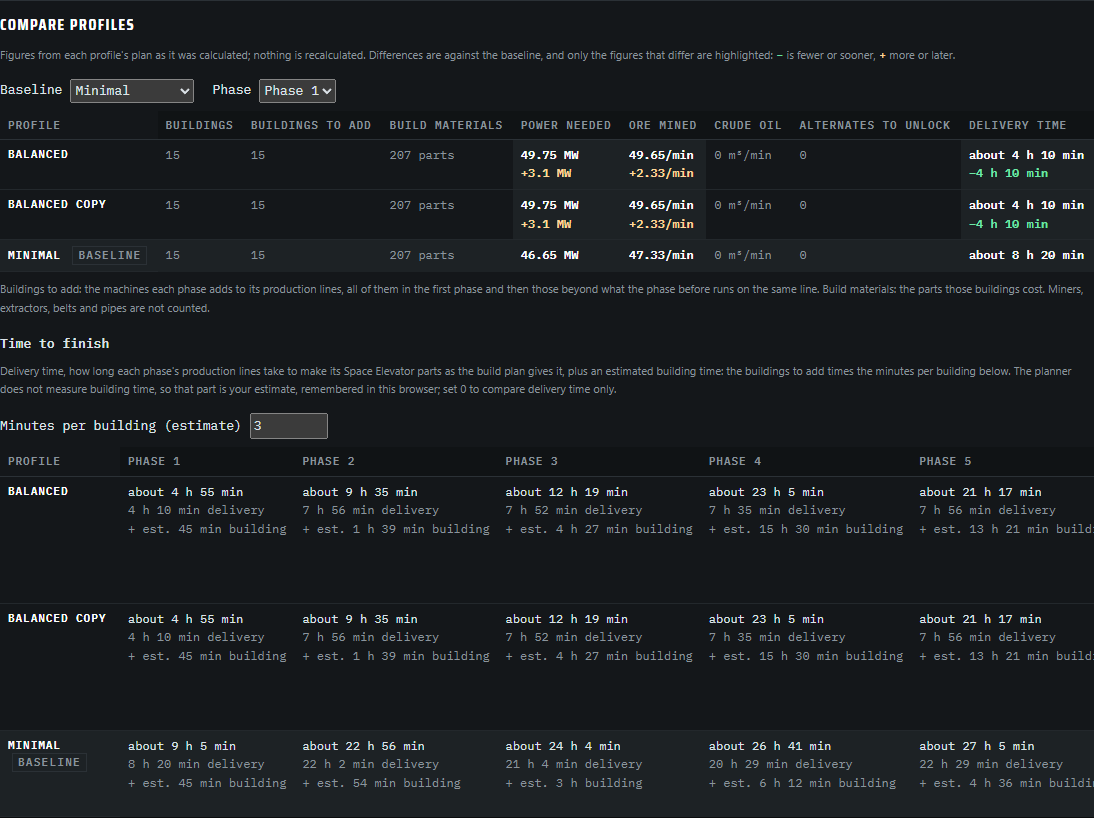 COMPARE PROFILES
Figures from each profile's plan as it was calculated; nothing is recalculated. Differences are against the baseline, and only the figures that differ are highlighted: − is fewer or sooner, + more or later.
Baseline Minimal Phase Phase 1
PROFILE BUILDINGS BUILDINGS TO ADD BUILD MATERIALS POWER NEEDED ORE MINED CRUDE OIL ALTERNATES TO UNLOCK DELIVERY TIME
BALANCED 15 15 207 parts 49.75 MW 49.65/min 0 m³/min 0 about 4 h 10 min
+3.1 MW +2.33/min −4 h 10 min
BALANCED COPY 15 15 207 parts 49.75 MW 49.65/min 0 m³/min 0 about 4 h 10 min
+3.1 MW +2.33/min −4 h 10 min
MINIMAL BASELINE 15 15 207 parts 46.65 MW 47.33/min 0 m³/min 0 about 8 h 20 min
Buildings to add: the machines each phase adds to its production lines, all of them in the first phase and then those beyond what the phase before runs on the same line. Build materials: the parts those buildings cost. Miners,
extractors, belts and pipes are not counted.
Time to finish
Delivery time, how long each phase's production lines take to make its Space Elevator parts as the build plan gives it, plus an estimated building time: the buildings to add times the minutes per building below. The planner
does not measure building time, so that part is your estimate, remembered in this browser; set 0 to compare delivery time only.
Minutes per building (estimate) 3
PROFILE PHASE 1 PHASE 2 PHASE 3 PHASE 4 PHASE 5
BALANCED about 4 h 55 min about 9 h 35 min about 12 h 19 min about 23 h 5 min about 21 h 17 min
4 h 10 min delivery 7 h 56 min delivery 7 h 52 min delivery 7 h 35 min delivery 7 h 56 min delivery
+ est. 45 min building + est. 1 h 39 min building + est. 4 h 27 min building + est. 15 h 30 min building + est. 13 h 21 min build
BALANCED COPY about 4 h 55 min about 9 h 35 min about 12 h 19 min about 23 h 5 min about 21 h 17 min
4 h 10 min delivery 7 h 56 min delivery 7 h 52 min delivery 7 h 35 min delivery 7 h 56 min delivery
+ est. 45 min building + est. 1 h 39 min building + est. 4 h 27 min building + est. 15 h 30 min building + est. 13 h 21 min build
MINIMAL about 9 h 5 min about 22 h 56 min about 24 h 4 min about 26 h 41 min about 27 h 5 min
BASELINE 8 h 20 min delivery 22 h 2 min delivery 21 h 4 min delivery 20 h 29 min delivery 22 h 29 min delivery
+ est. 45 min building + est. 54 min building + est. 3 h building + est. 6 h 12 min building + est. 4 h 36 min buildi